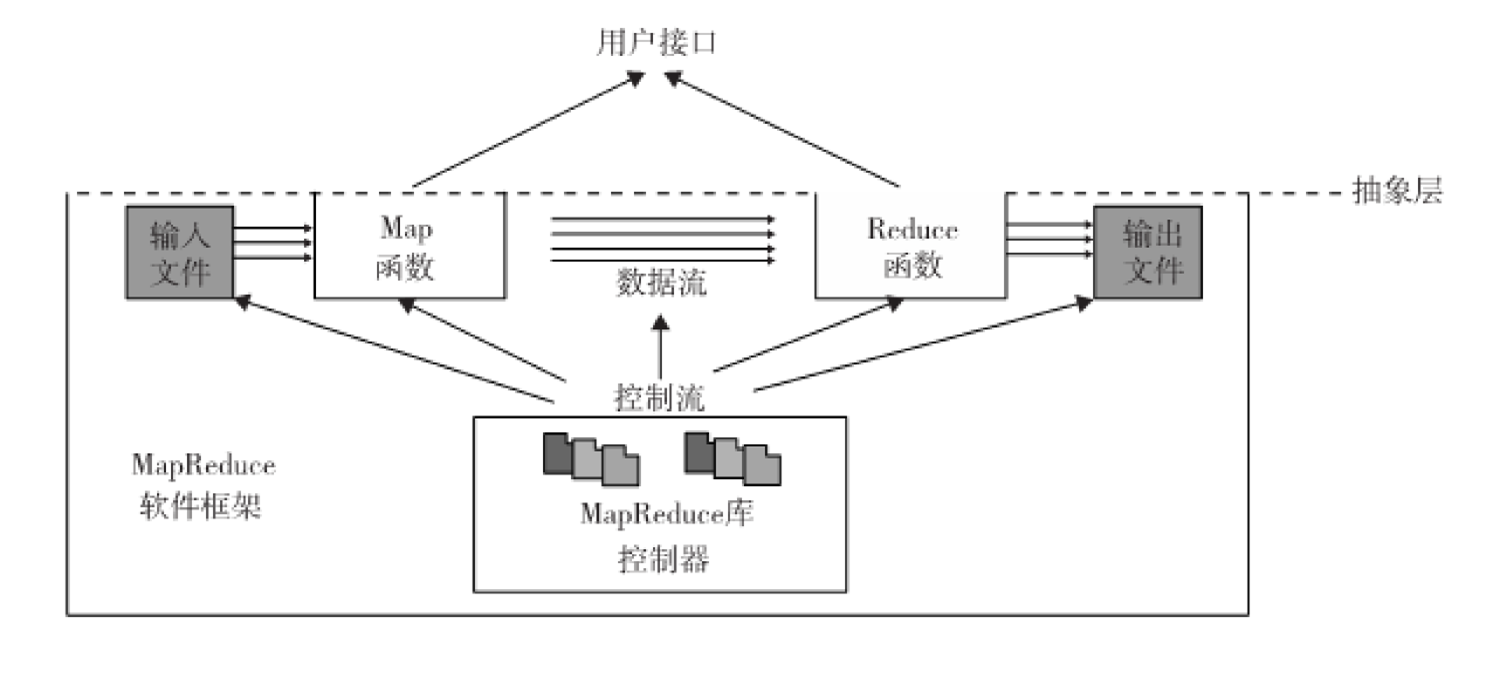 用户接口
抽象层
输入
文件
Map
函数
数据流
Reduce
函数
输出
文件
控制流
MapReduce
软件框架
MapReduce库
控制器